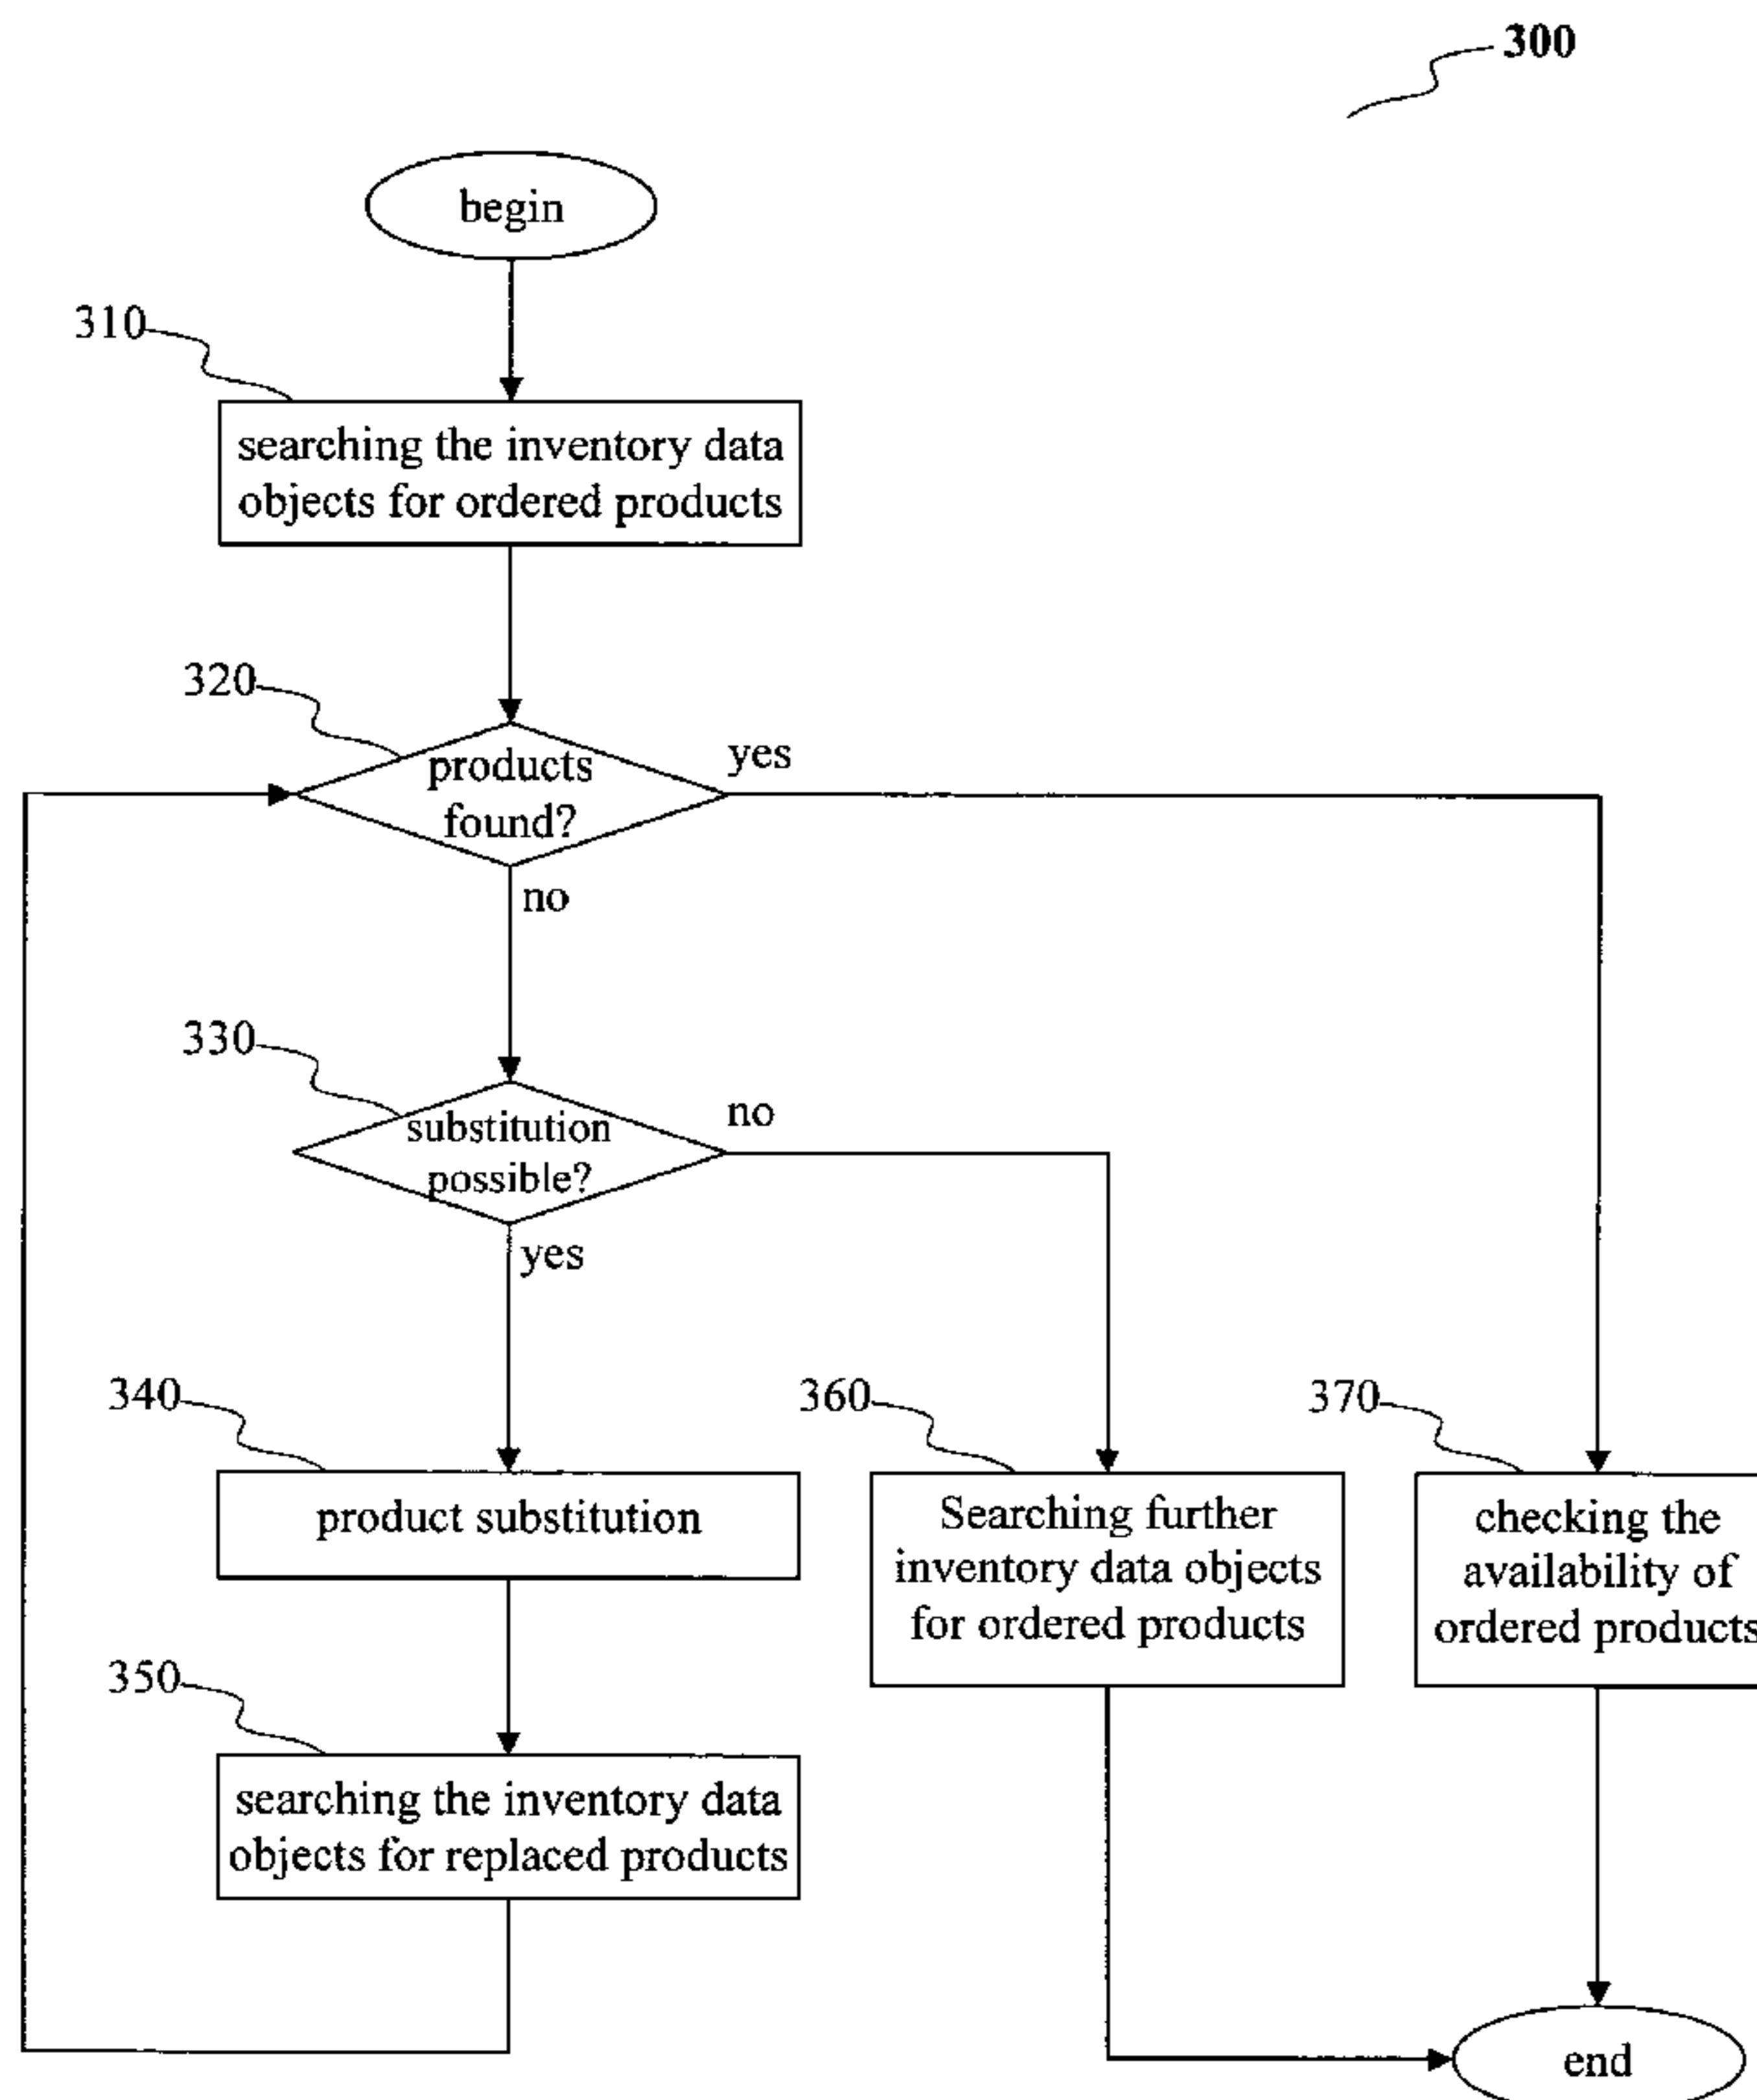 300
begin
310
searching the inventory data
objects for ordered products
320
products
found?
yes
no
330
substitution
possible?
no
yes
340
product substitution
360
Searching further
inventory data objects
for ordered products
370
checking the
availability of
ordered products
350
searching the inventory data
objects for replaced products
end